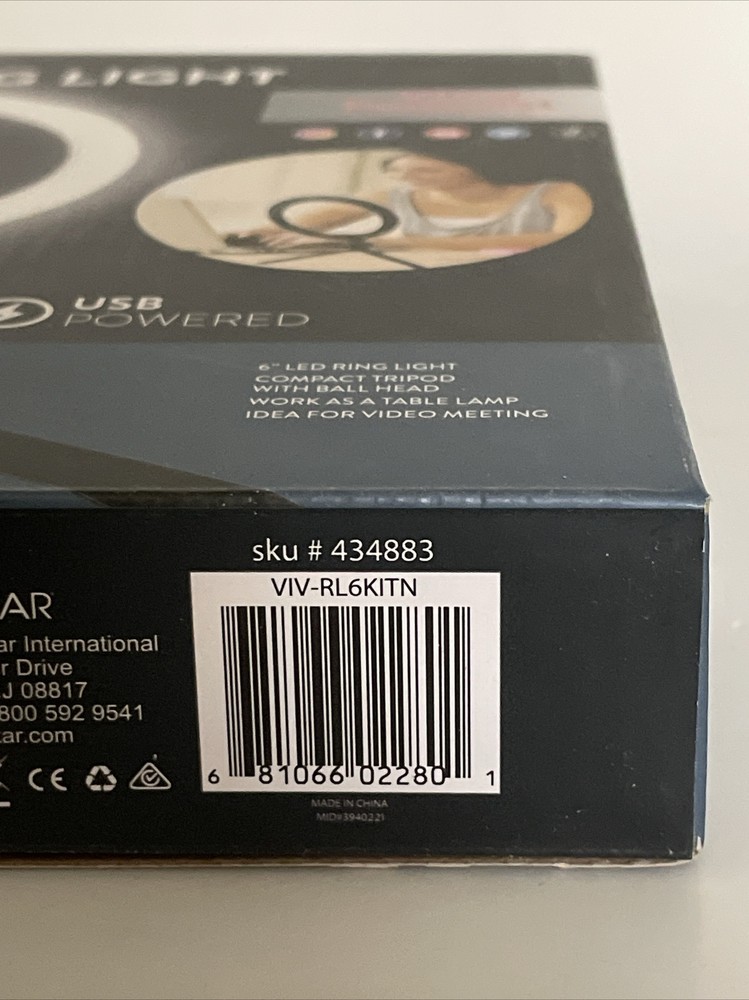 G LIGHT
USB
POWERED
6" LED RING LIGHT
COMPACT TRIPOD
WITH BALL HEAD
WORK AS A TABLE LAMP
IDEA FOR VIDEO MEETING
sku # 434883
VIV-RL6KITN
6 81066 02280 1
MADE IN CHINA
MID#3940221
AR
ar International
r Drive
J 08817
800 592 9541
ar.com
CE